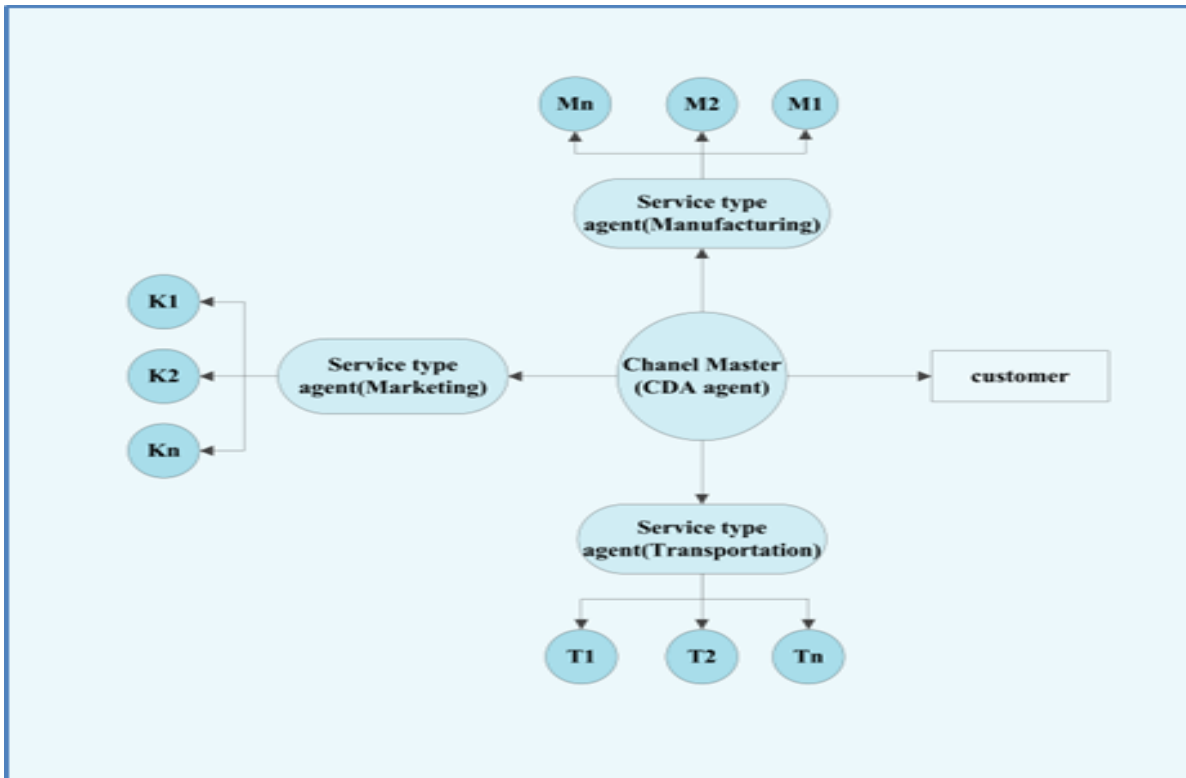 Mn
M2
M1
Service type
agent(Manufacturing)
K1
K2
Kn
Service type
agent(Marketing)
Chanel Master
(CDA agent)
customer
Service type
agent(Transportation)
T1
T2
Tn